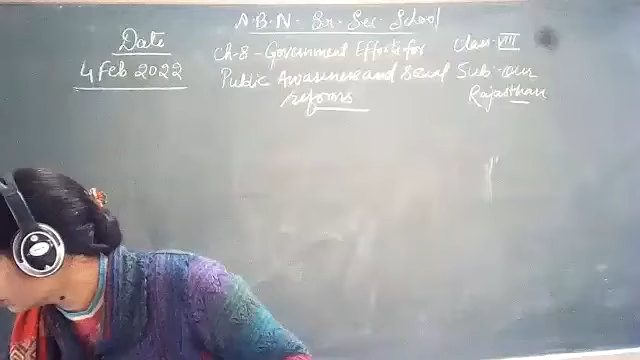 A.B.N. Sr. Sec. School
Date
4 Feb 2022
Ch-8 - Government Efforts for
Public Awareness and Social
reforms
Class-VIII
Sub-our
Rajasthan